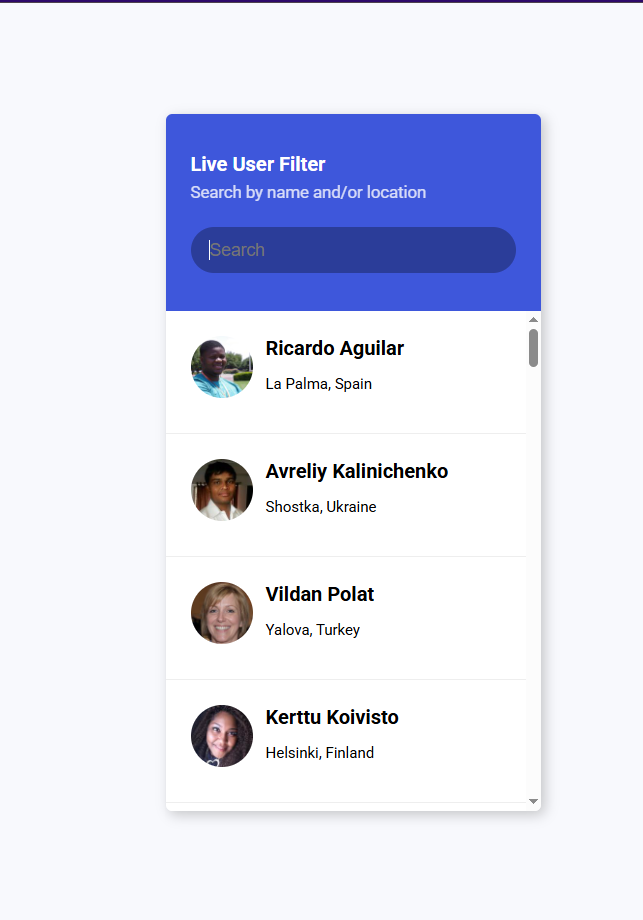 Live User Filter
Search by name and/or location
Search
Ricardo Aguilar
La Palma, Spain
Avreliy Kalinichenko
Shostka, Ukraine
Vildan Polat
Yalova, Turkey
Kerttu Koivisto
Helsinki, Finland